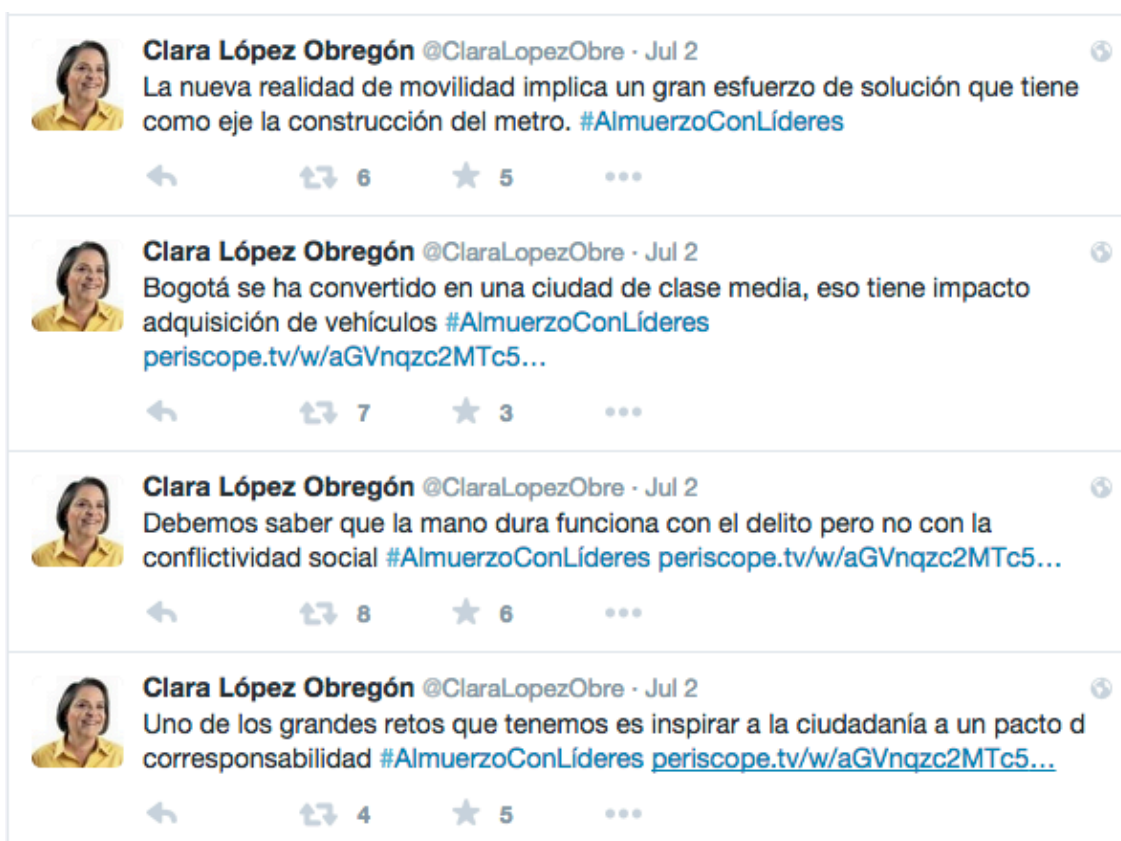 Clara López Obregón @ClaraLopezObre · Jul 2
La nueva realidad de movilidad implica un gran esfuerzo de solución que tiene
como eje la construcción del metro. #AlmuerzoConLíderes
6 5
Clara López Obregón @ClaraLopezObre · Jul 2
Bogotá se ha convertido en una ciudad de clase media, eso tiene impacto
adquisición de vehículos #AlmuerzoConLíderes
periscope.tv/w/aGVnqzc2MTc5…
7 3
Clara López Obregón @ClaraLopezObre · Jul 2
Debemos saber que la mano dura funciona con el delito pero no con la
conflictividad social #AlmuerzoConLíderes periscope.tv/w/aGVnqzc2MTc5…
8 6
Clara López Obregón @ClaraLopezObre · Jul 2
Uno de los grandes retos que tenemos es inspirar a la ciudadanía a un pacto d
corresponsabilidad #AlmuerzoConLíderes periscope.tv/w/aGVnqzc2MTc5…
4 5